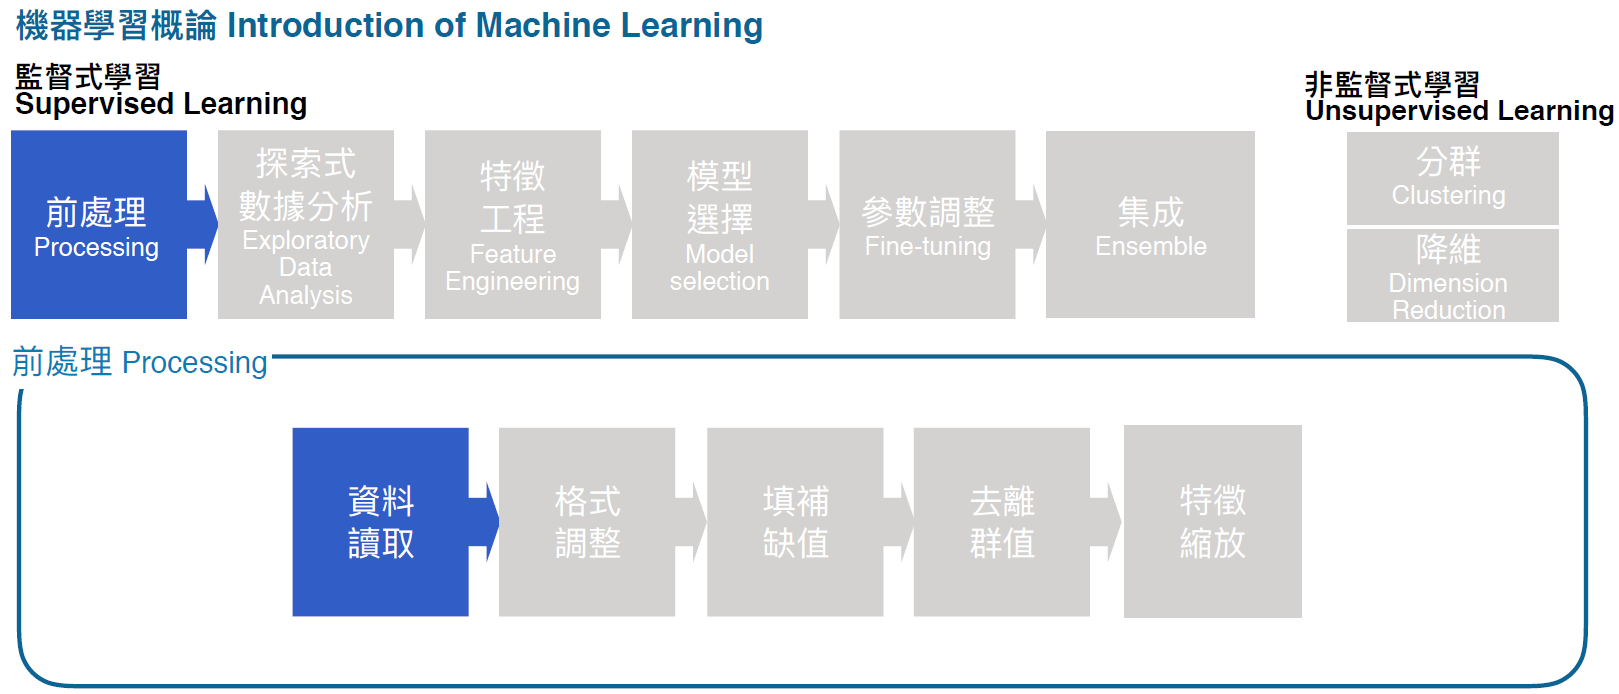 機器學習概論 Introduction of Machine Learning
監督式學習
Supervised Learning
非監督式學習
Unsupervised Learning
前處理
Processing
探索式
數據分析
Exploratory
Data
Analysis
特徵
工程
Feature
Engineering
模型
選擇
Model
selection
參數調整
Fine-tuning
集成
Ensemble
分群
Clustering
降維
Dimension
Reduction
前處理 Processing
資料
讀取
格式
調整
填補
缺值
去離
群值
特徵
縮放